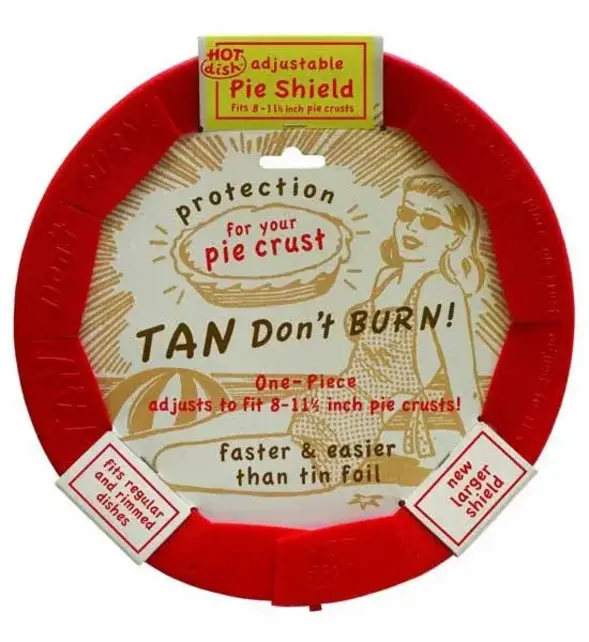 HOT
dish
adjustable
Pie Shield
fits 8-11½ inch pie crusts
protection
for your
pie crust
TAN Don't BURN!
One-Piece
adjusts to fit 8-11½ inch pie crusts!
faster & easier
than tin foil
fits regular
and rimmed
dishes
new
larger
shield